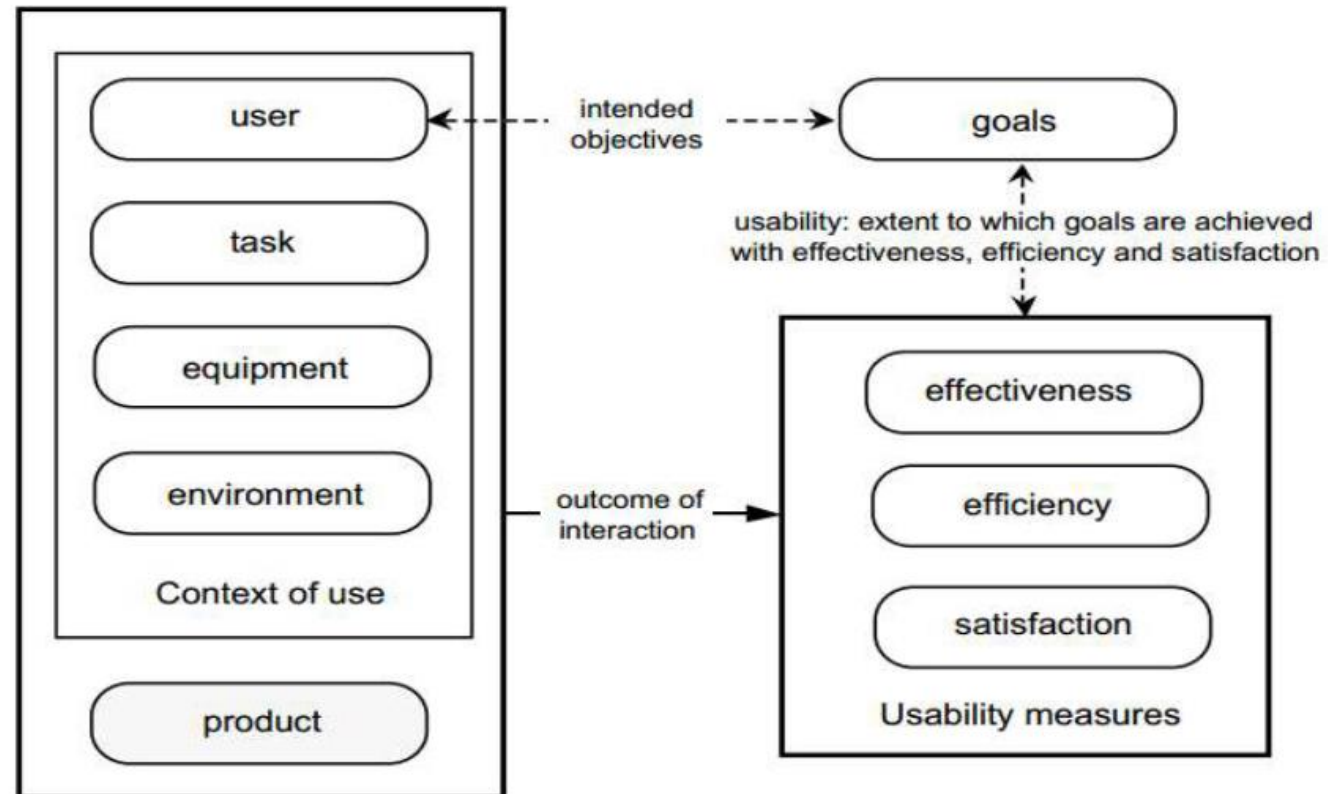 user
intended
objectives
goals
task
usability: extent to which goals are achieved
with effectiveness, efficiency and satisfaction
equipment
effectiveness
environment
outcome of
interaction
efficiency
Context of use
satisfaction
product
Usability measures